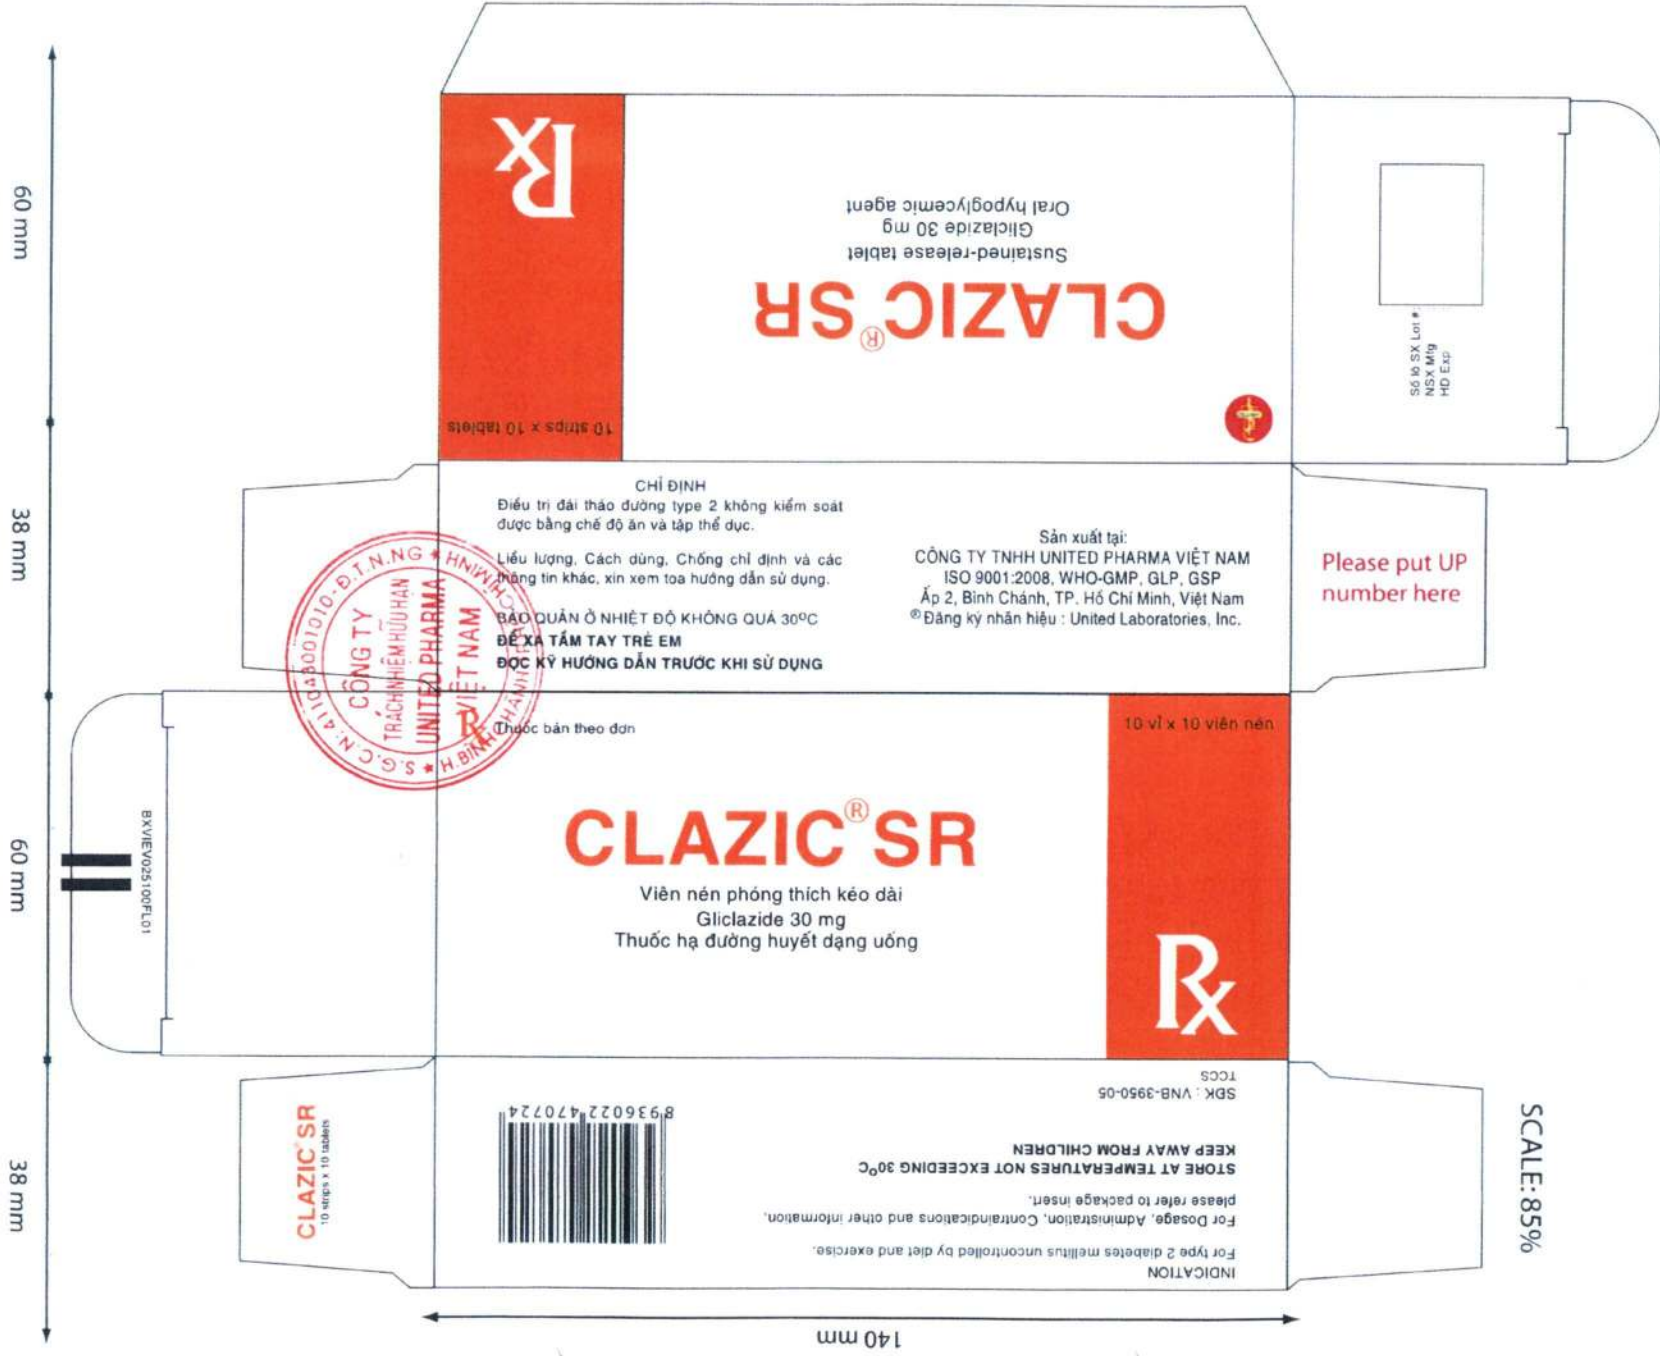 60 mm
38 mm
60 mm
38 mm
Rx
10 strips x 10 tablets
CLAZIC® SR
Sustained-release tablet
Gliclazide 30 mg
Oral hypoglycemic agent
Số lô SX Lot #:
NSX Mfg
HD Exp
CHỈ ĐỊNH
Điều trị đái tháo đường type 2 không kiểm soát
được bằng chế độ ăn và tập thể dục.
Liều lượng, Cách dùng, Chống chỉ định và các
thông tin khác, xin xem toa hướng dẫn sử dụng.
BẢO QUẢN Ở NHIỆT ĐỘ KHÔNG QUÁ 30ºC
ĐỂ XA TẦM TAY TRẺ EM
ĐỌC KỸ HƯỚNG DẪN TRƯỚC KHI SỬ DỤNG
Sản xuất tại:
CÔNG TY TNHH UNITED PHARMA VIỆT NAM
ISO 9001:2008, WHO-GMP, GLP, GSP
Ấp 2, Bình Chánh, TP. Hồ Chí Minh, Việt Nam
® Đăng ký nhãn hiệu : United Laboratories, Inc.
Please put UP
number here
CÔNG TY
TRÁCH NHIỆM HỮU HẠN
UNITED PHARMA
VIỆT NAM
Rx Thuốc bán theo đơn
10 vỉ x 10 viên nén
CLAZIC® SR
Viên nén phóng thích kéo dài
Gliclazide 30 mg
Thuốc hạ đường huyết dạng uống
Rx
BXVIEV025100FL01
CLAZIC® SR
10 strips x 10 tablets
8 936022 470724
INDICATION
For type 2 diabetes mellitus uncontrolled by diet and exercise.
For Dosage, Administration, Contraindications and other information,
please refer to package insert.
STORE AT TEMPERATURES NOT EXCEEDING 30ºC
KEEP AWAY FROM CHILDREN
SDK : VNB-3950-05
TCCS
140 mm
SCALE: 85%